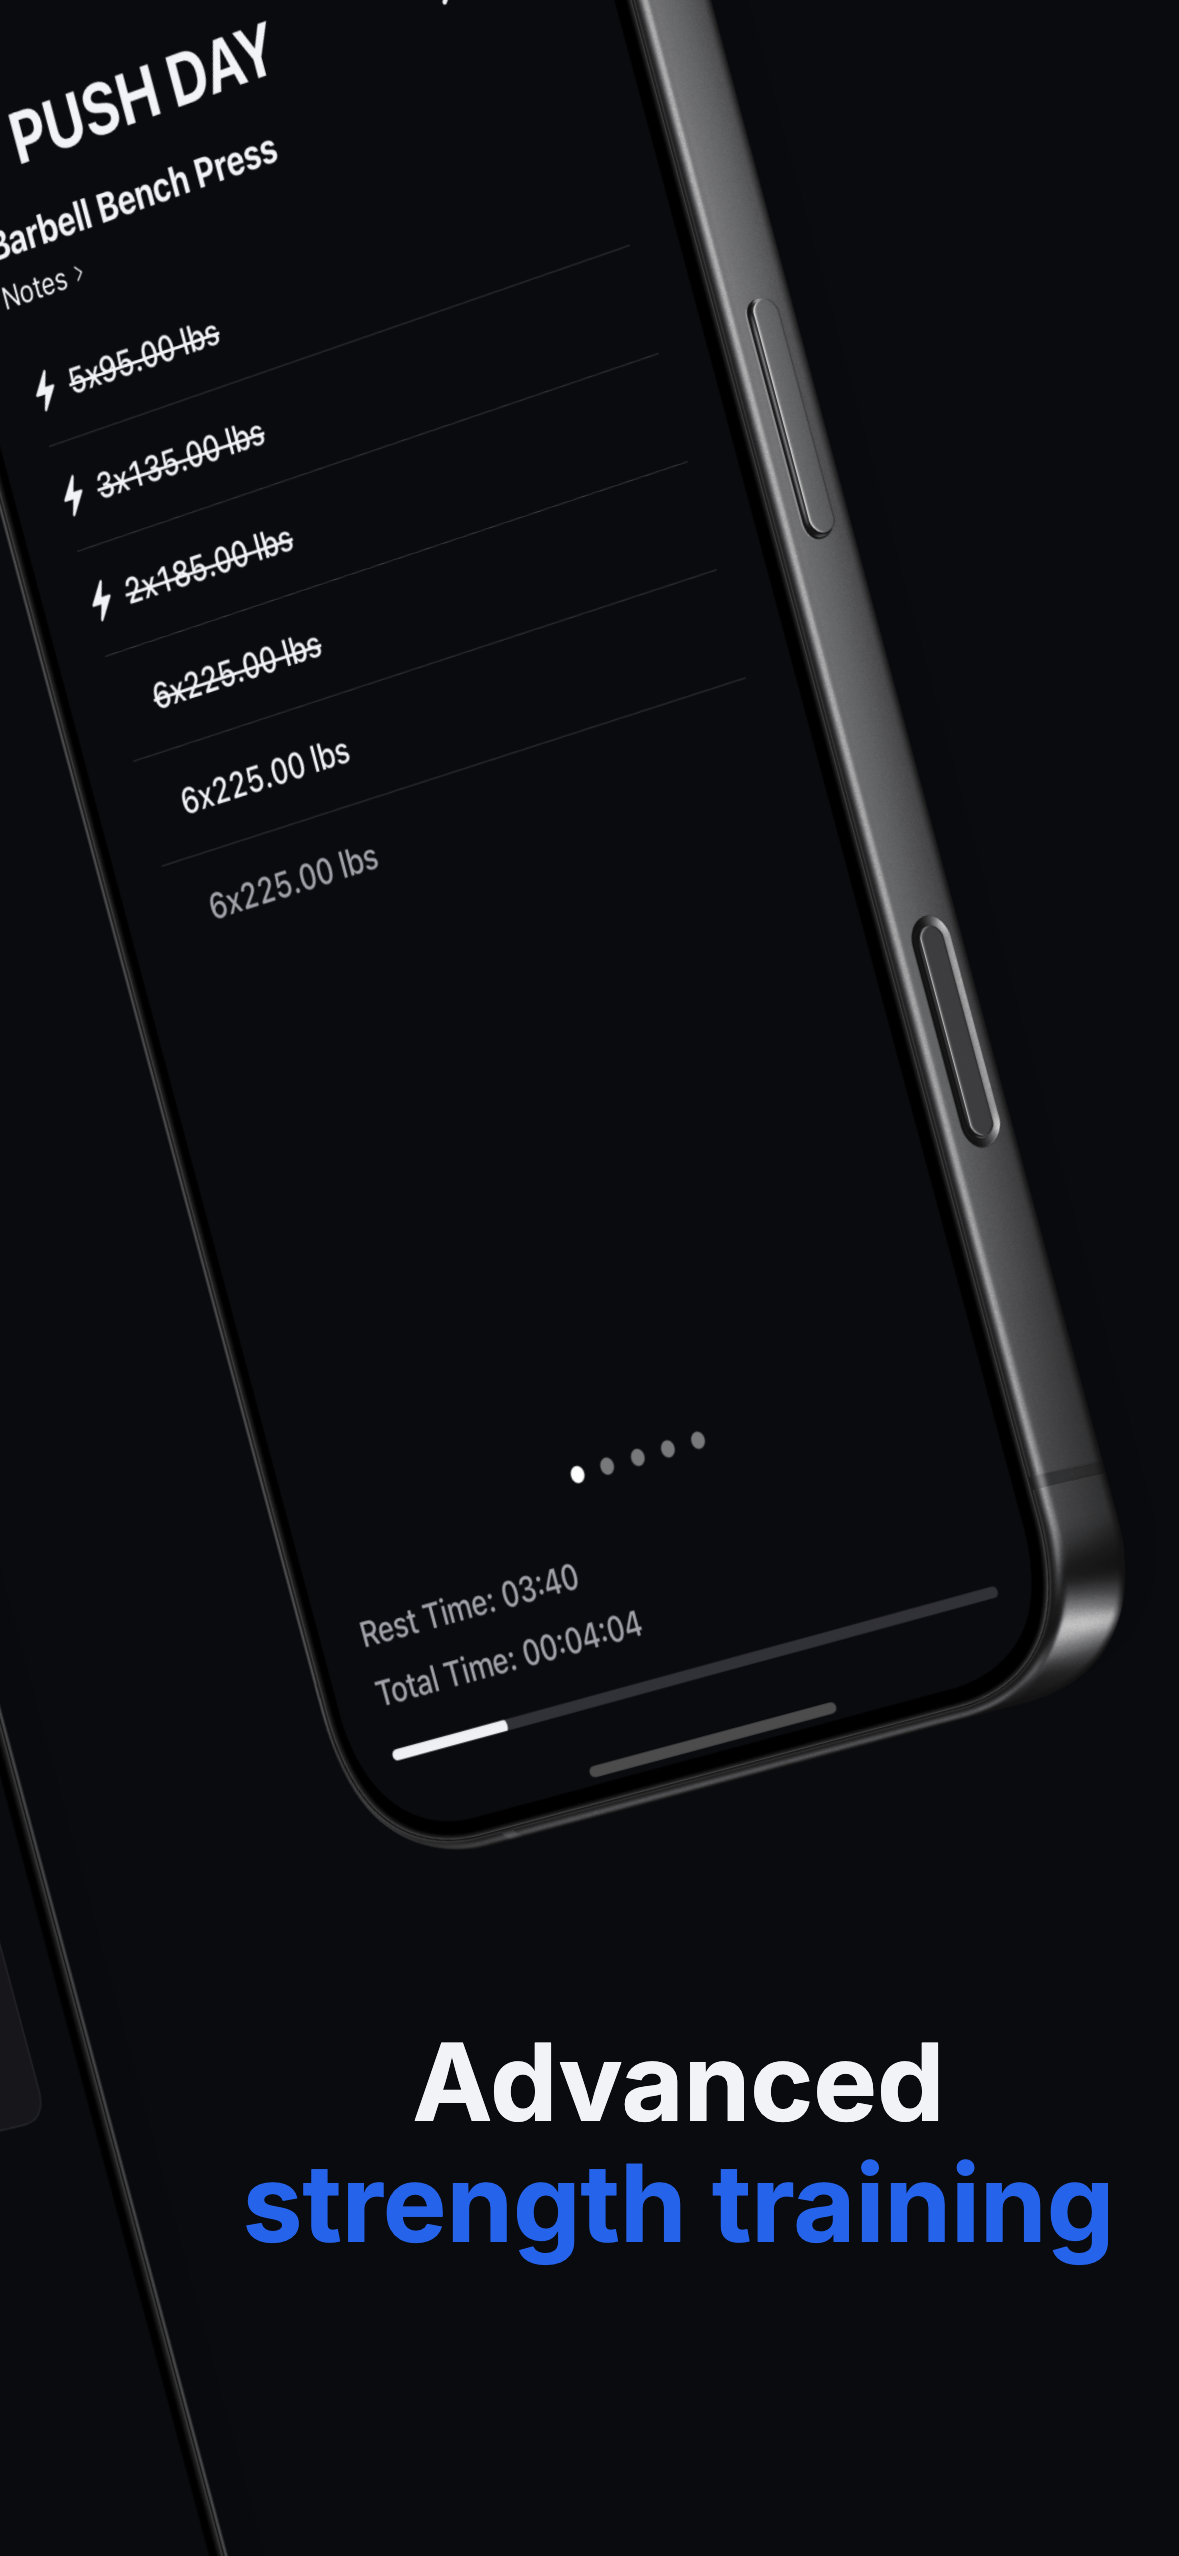 PUSH DAY
Barbell Bench Press
Notes >
5x95.00 lbs
3x135.00 lbs
2x185.00 lbs
6x225.00 lbs
6x225.00 lbs
6x225.00 lbs
Rest Time: 03:40
Total Time: 00:04:04
Advanced
strength training